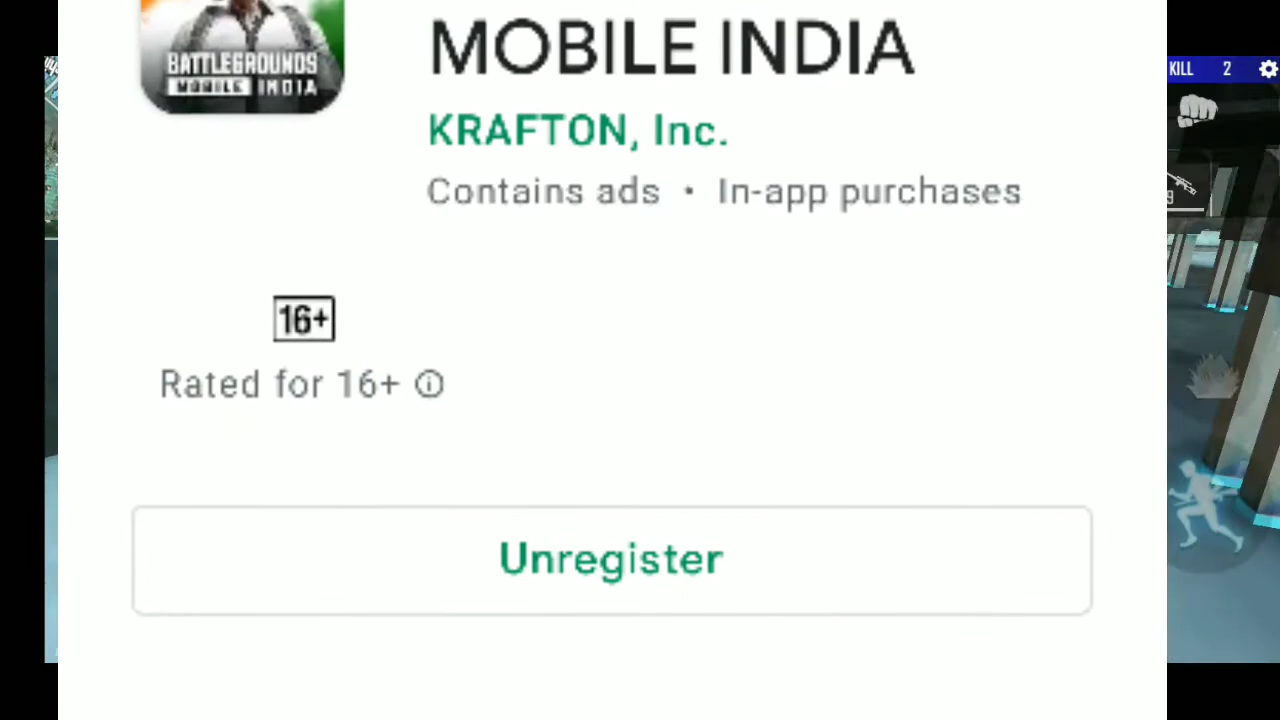 MOBILE INDIA
BATTLEGROUNDS
MOBILE INDIA
KRAFTON, Inc.
Contains ads • In-app purchases
16+
Rated for 16+
Unregister
KILL 2
9